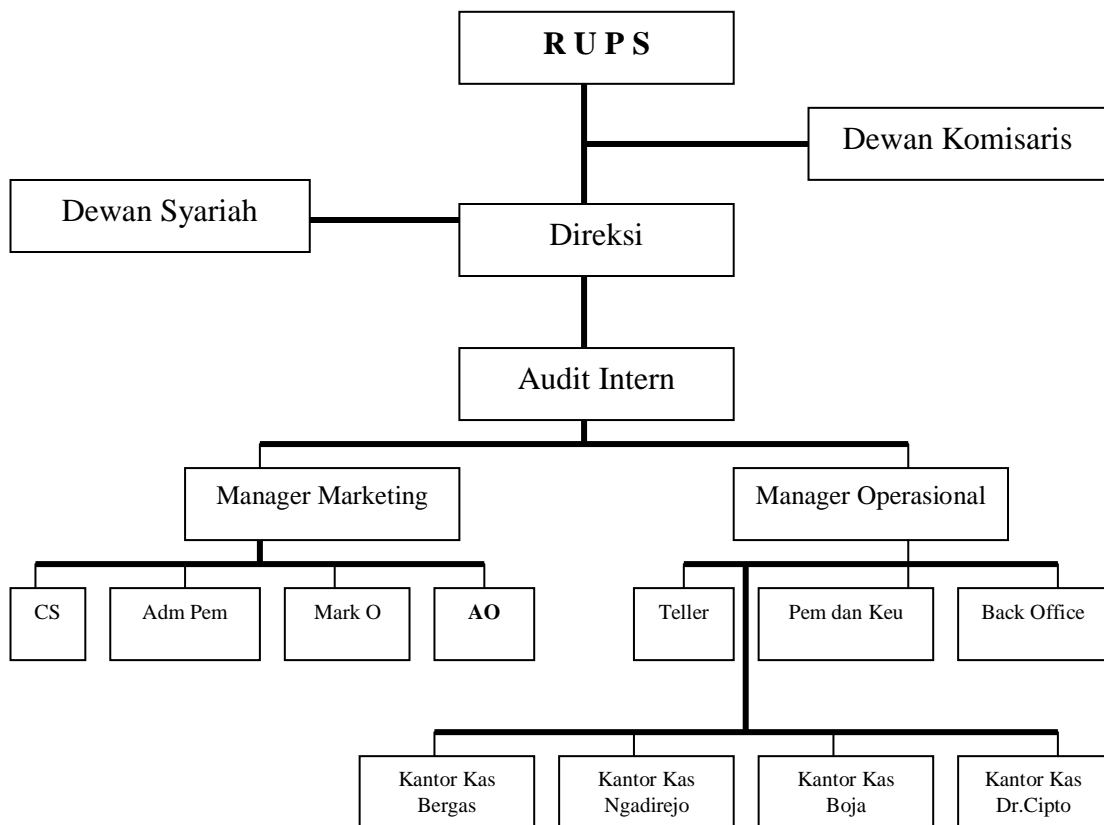 R U P S
Dewan Komisaris
Dewan Syariah
Direksi
Audit Intern
Manager Marketing
Manager Operasional
CS
Adm Pem
Mark O
AO
Teller
Pem dan Keu
Back Office
Kantor Kas
Bergas
Kantor Kas
Ngadirejo
Kantor Kas
Boja
Kantor Kas
Dr.Cipto